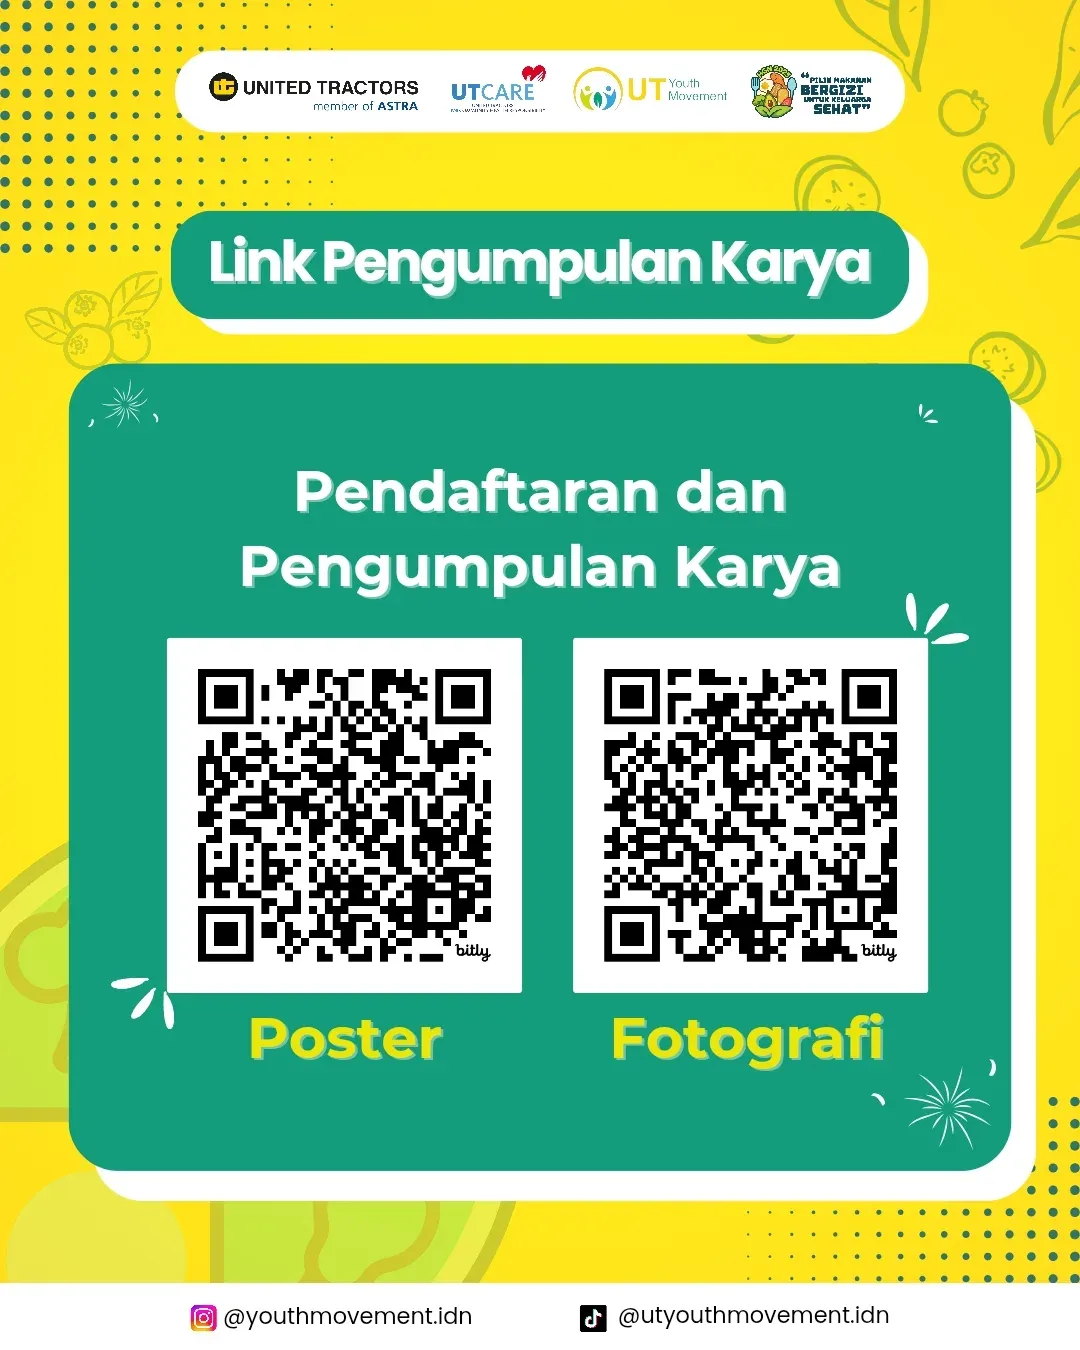 UNITED TRACTORS
member of ASTRA
UTCARE
UT Youth
Movement
"PILIH MAKANAN
BERGIZI
UNTUK KELUARGA
SEHAT"
Link Pengumpulan Karya
Pendaftaran dan
Pengumpulan Karya
bitly
bitly
Poster
Fotografi
@youthmovement.idn
@utyouthmovement.idn